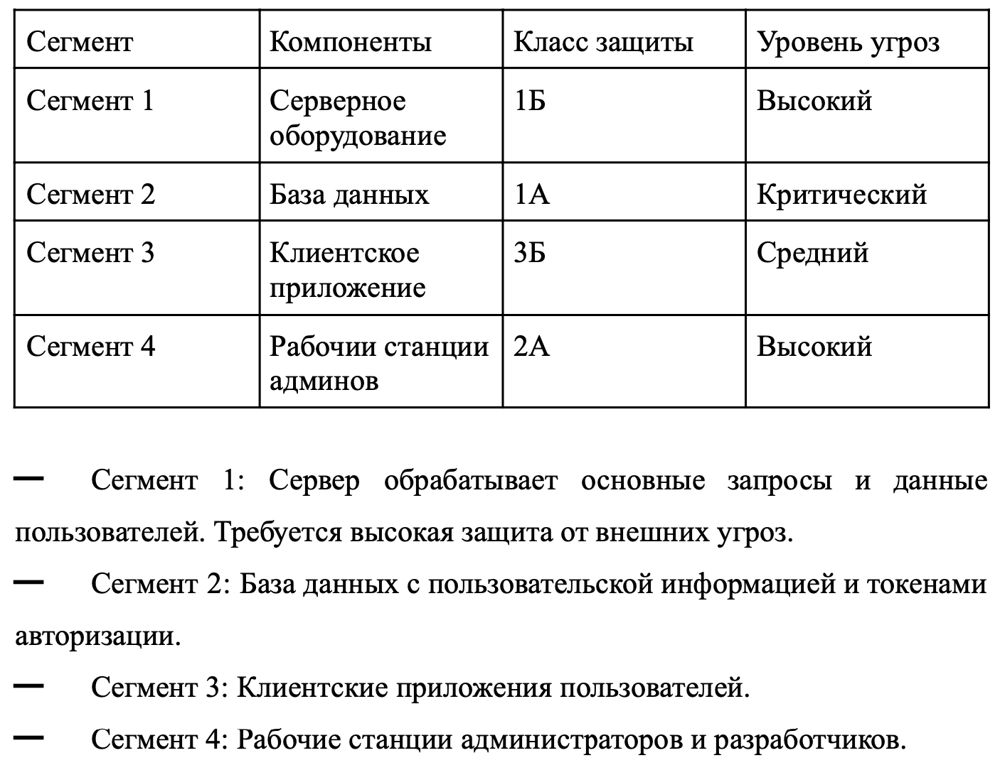 Сегмент Компоненты Класс защиты Уровень угроз
Сегмент 1 Серверное оборудование 1Б Высокий
Сегмент 2 База данных 1А Критический
Сегмент 3 Клиентское приложение 3Б Средний
Сегмент 4 Рабочии станции админов 2А Высокий
— Сегмент 1: Сервер обрабатывает основные запросы и данные
пользователей. Требуется высокая защита от внешних угроз.
— Сегмент 2: База данных с пользовательской информацией и токенами
авторизации.
— Сегмент 3: Клиентские приложения пользователей.
— Сегмент 4: Рабочие станции администраторов и разработчиков.